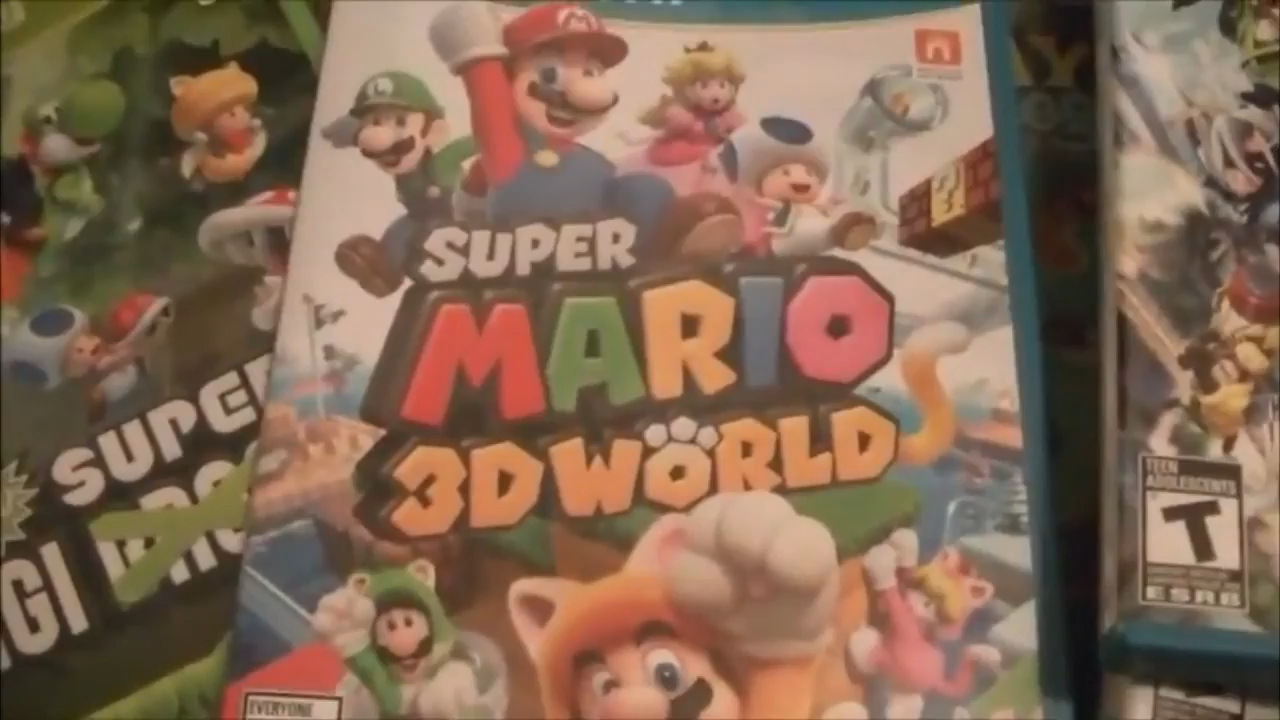 SUPER
MARIO
3D WORLD
EVERYONE
SUPER
TEEN
ADOLESCENTS
T
ESRB